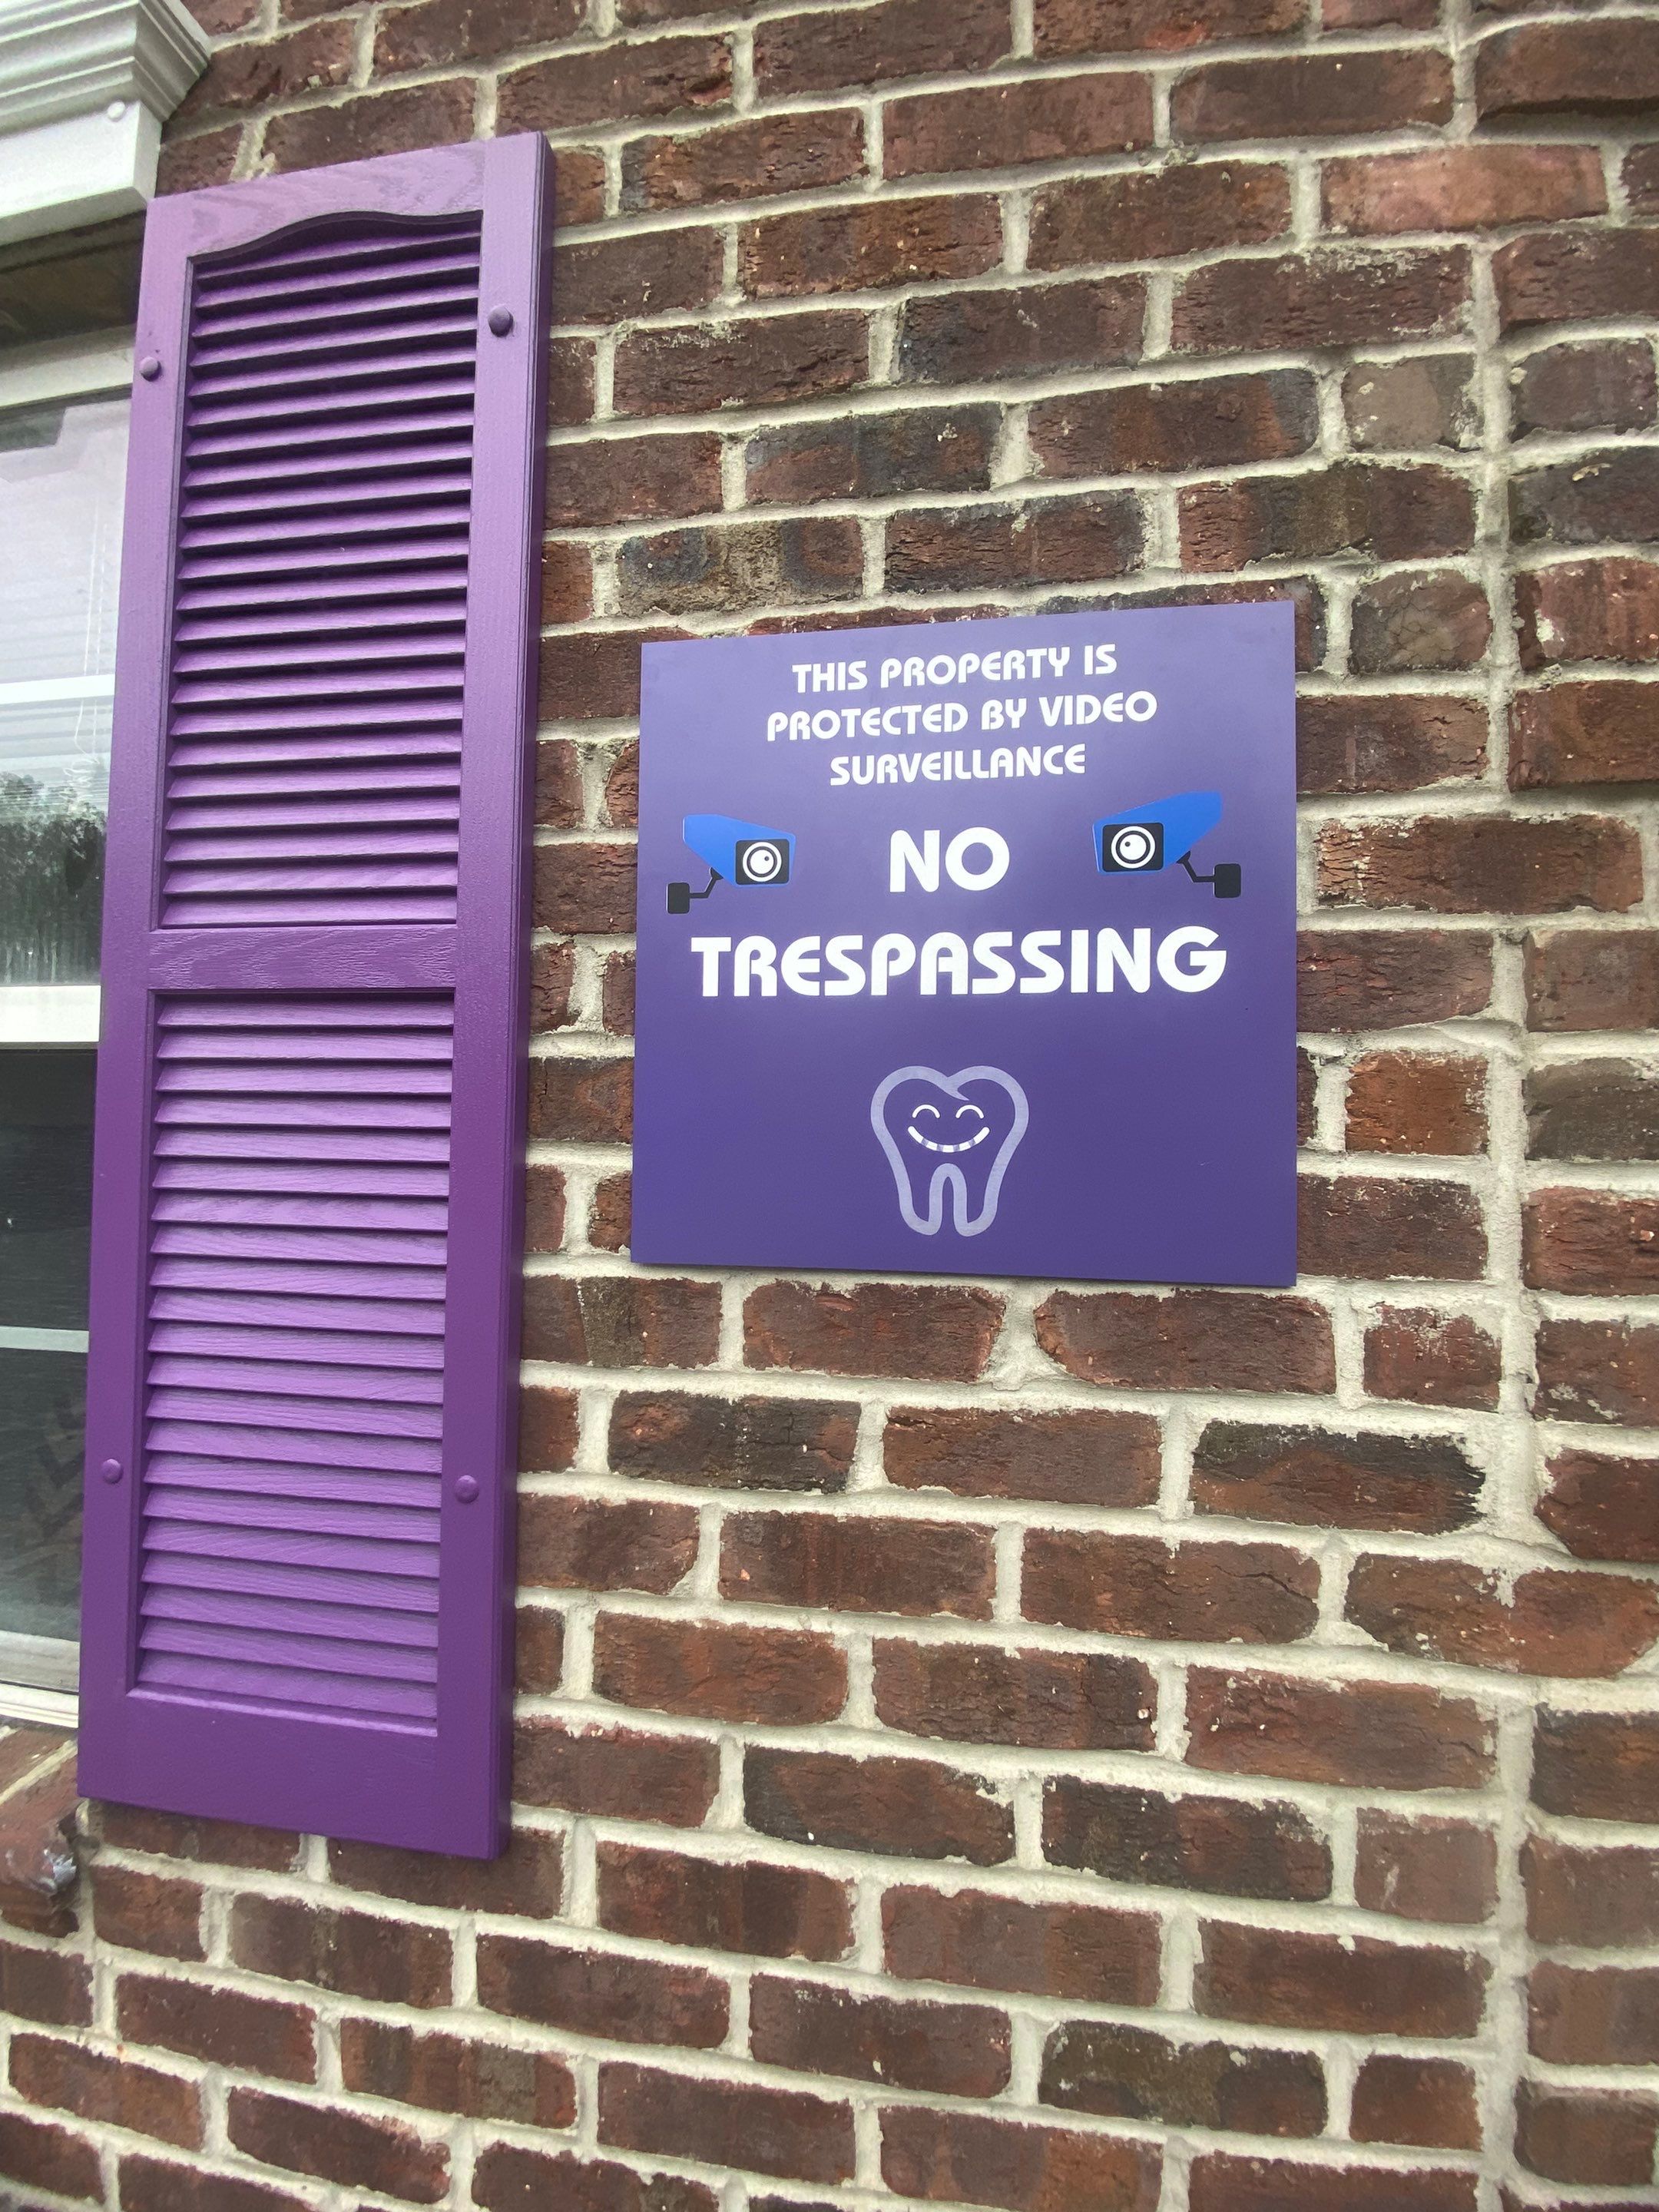 THIS PROPERTY IS
PROTECTED BY VIDEO
SURVEILLANCE
NO
TRESPASSING